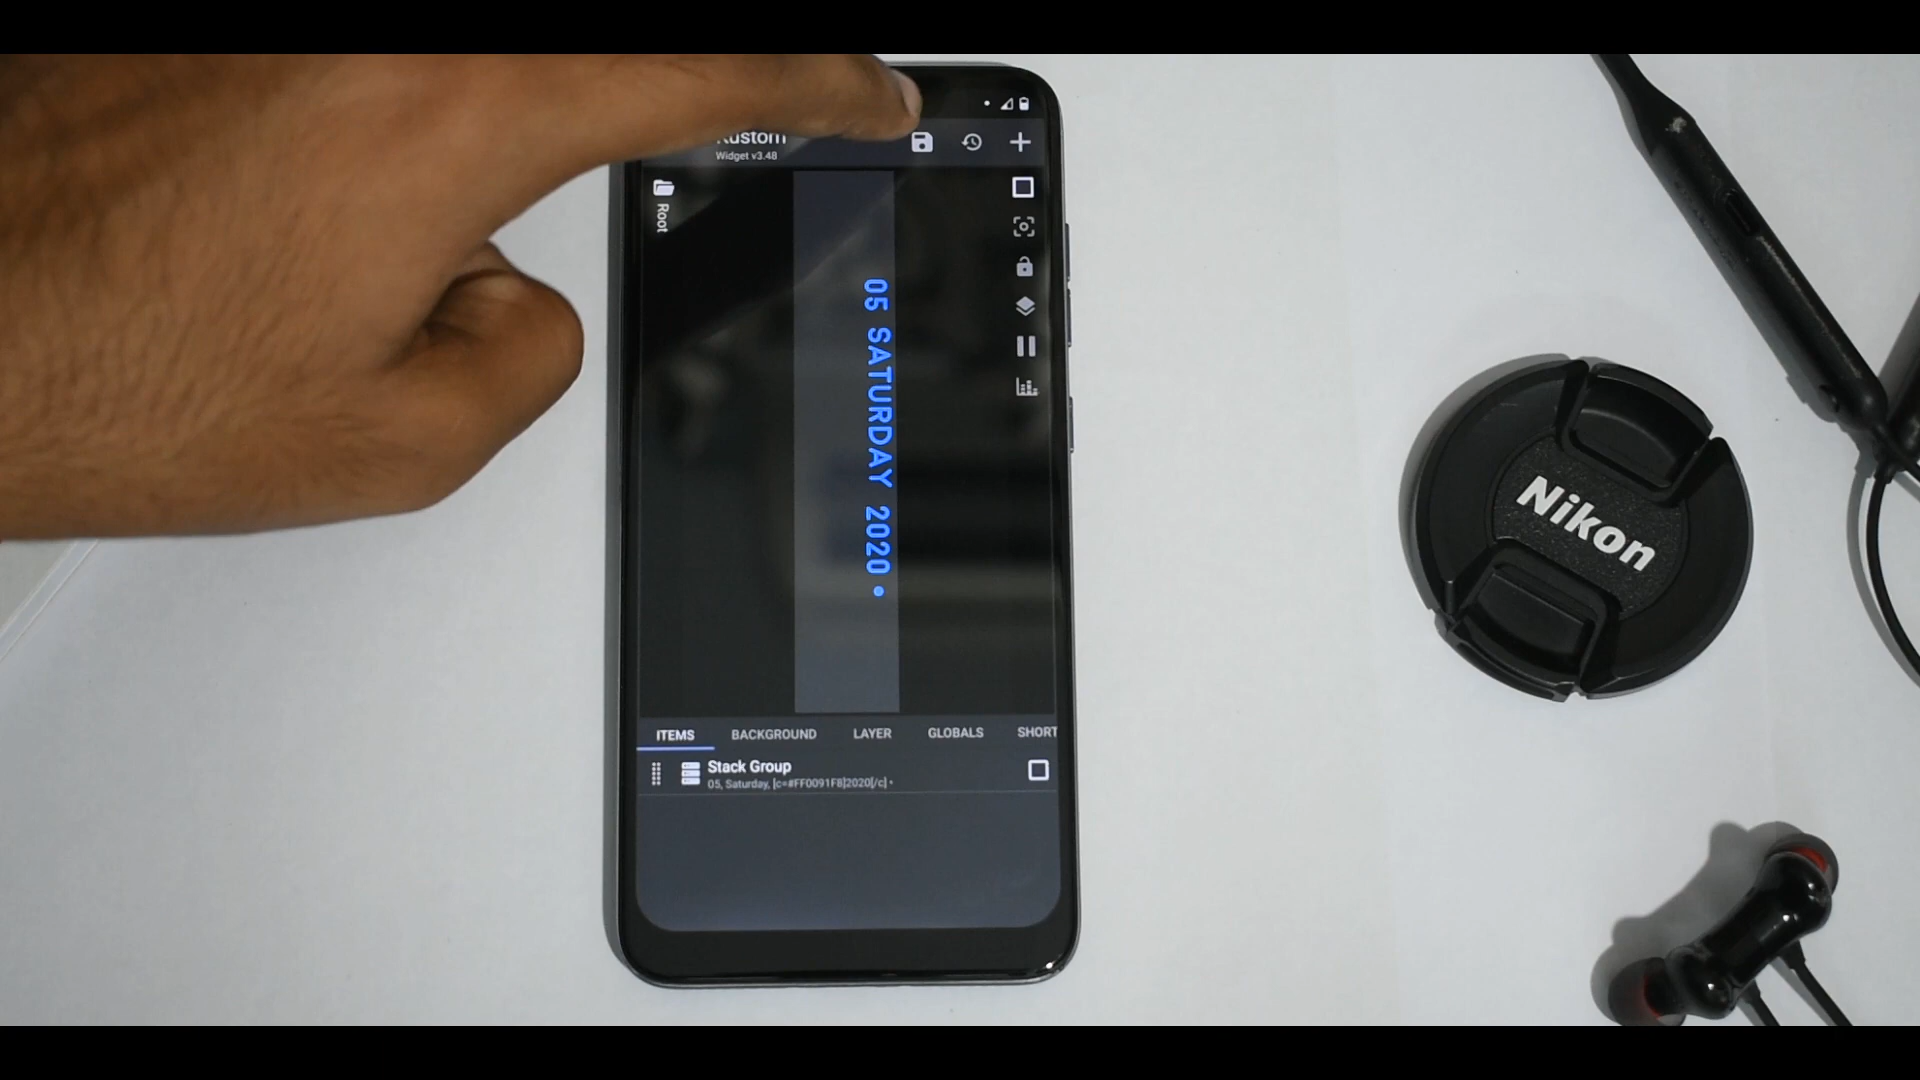 Kustom
Widget v3.48
Root
05 SATURDAY 2020 •
ITEMS BACKGROUND LAYER GLOBALS SHORT
Stack Group
05, Saturday, [c=#FF0091F8]2020[/c] •
Nikon